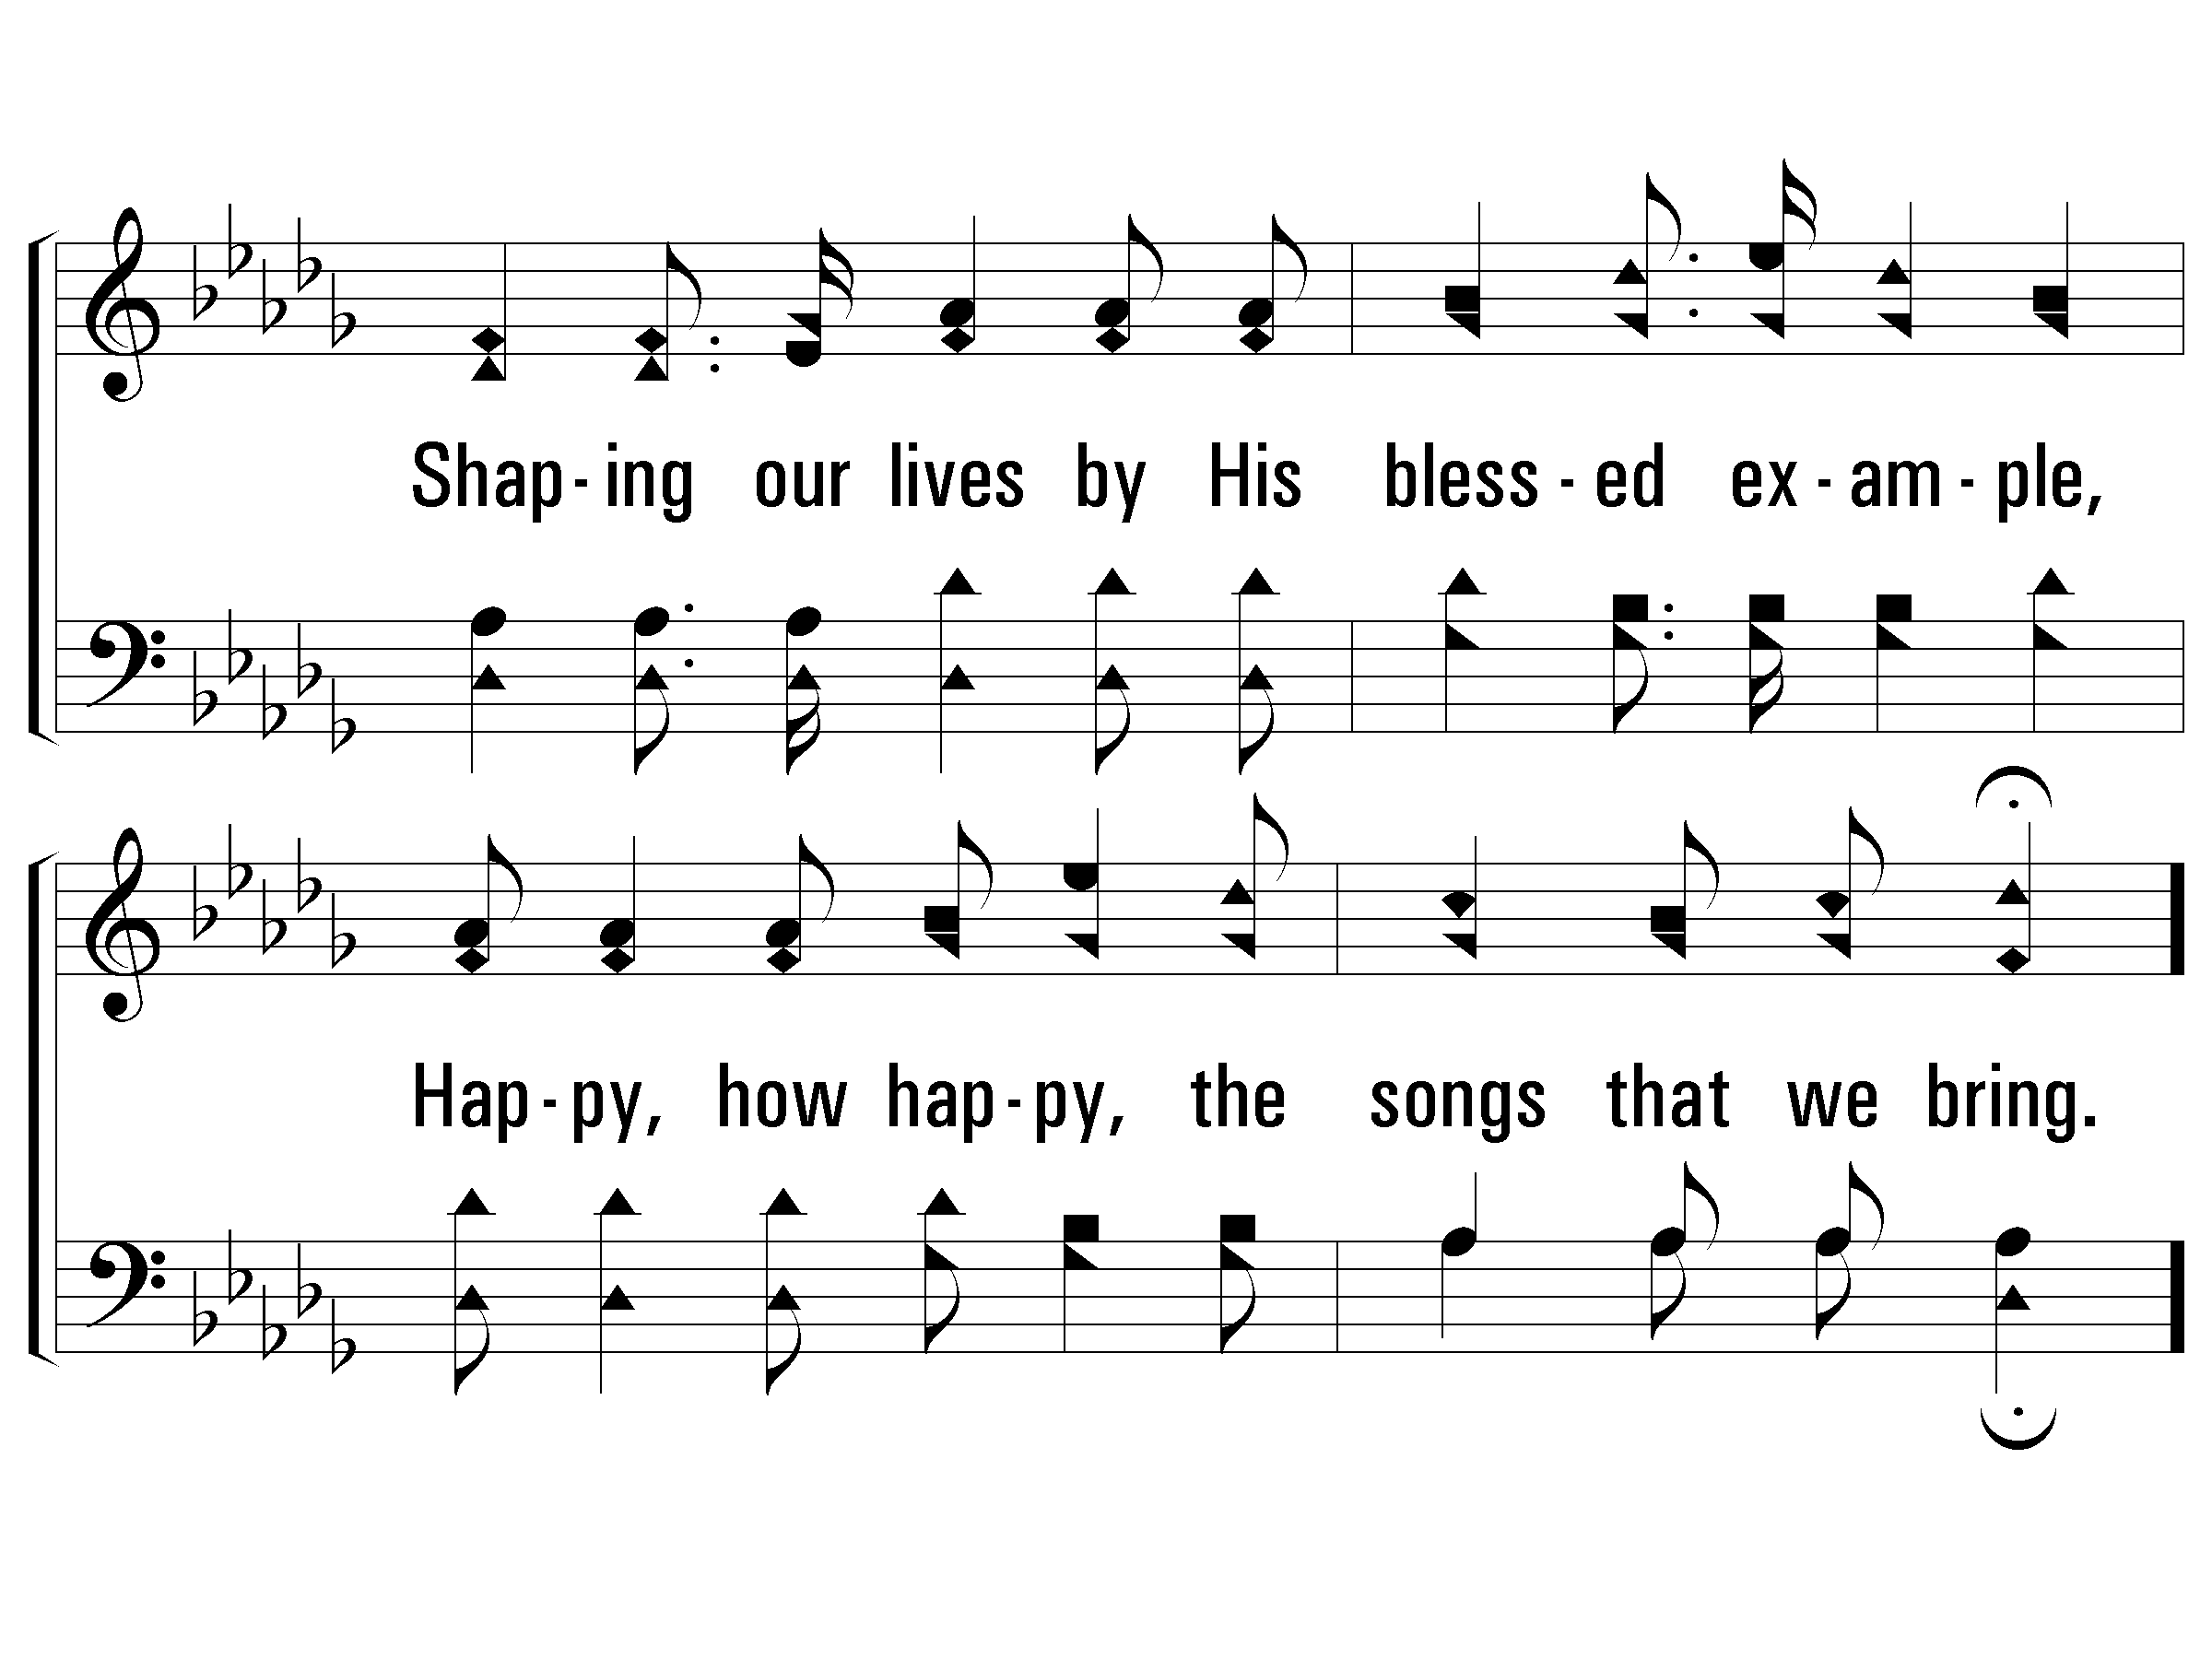 Shap - ing our lives by His bless - ed ex - am - ple,
Hap - py, how hap - py, the songs that we bring.